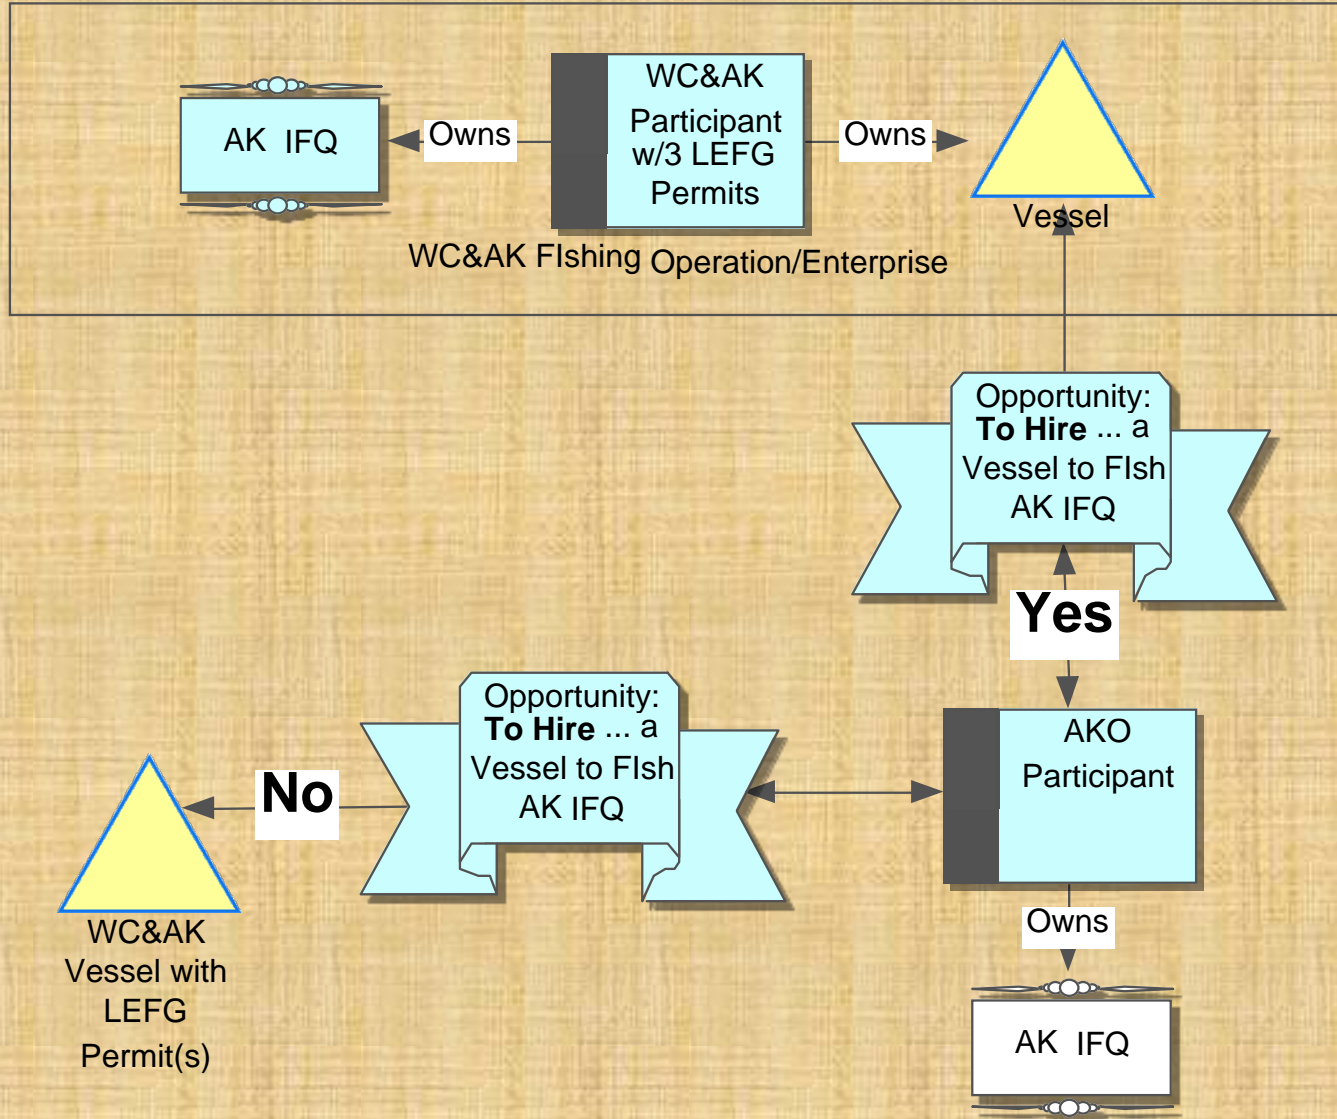 AK IFQ
Owns
WC&AK
Participant
w/3 LEFG
Permits
Owns
Vessel
WC&AK FIshing Operation/Enterprise
Opportunity:
To Hire ... a
Vessel to FIsh
AK IFQ
Yes
Opportunity:
To Hire ... a
Vessel to FIsh
AK IFQ
No
AKO
Participant
WC&AK
Vessel with
LEFG
Permit(s)
Owns
AK IFQ